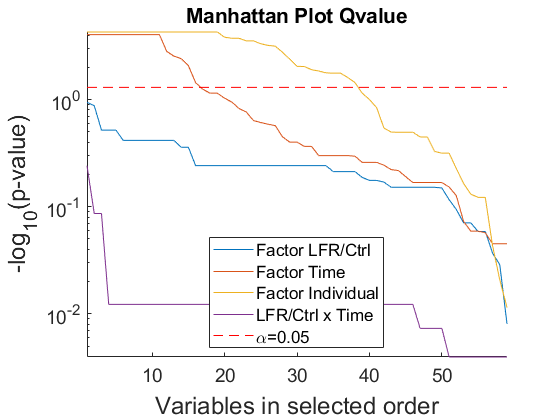 Manhattan Plot Qvalue
-log10(p-value)
10^0
10^-1
10^-2
Factor LFR/Ctrl
Factor Time
Factor Individual
LFR/Ctrl x Time
α=0.05
10 20 30 40 50
Variables in selected order